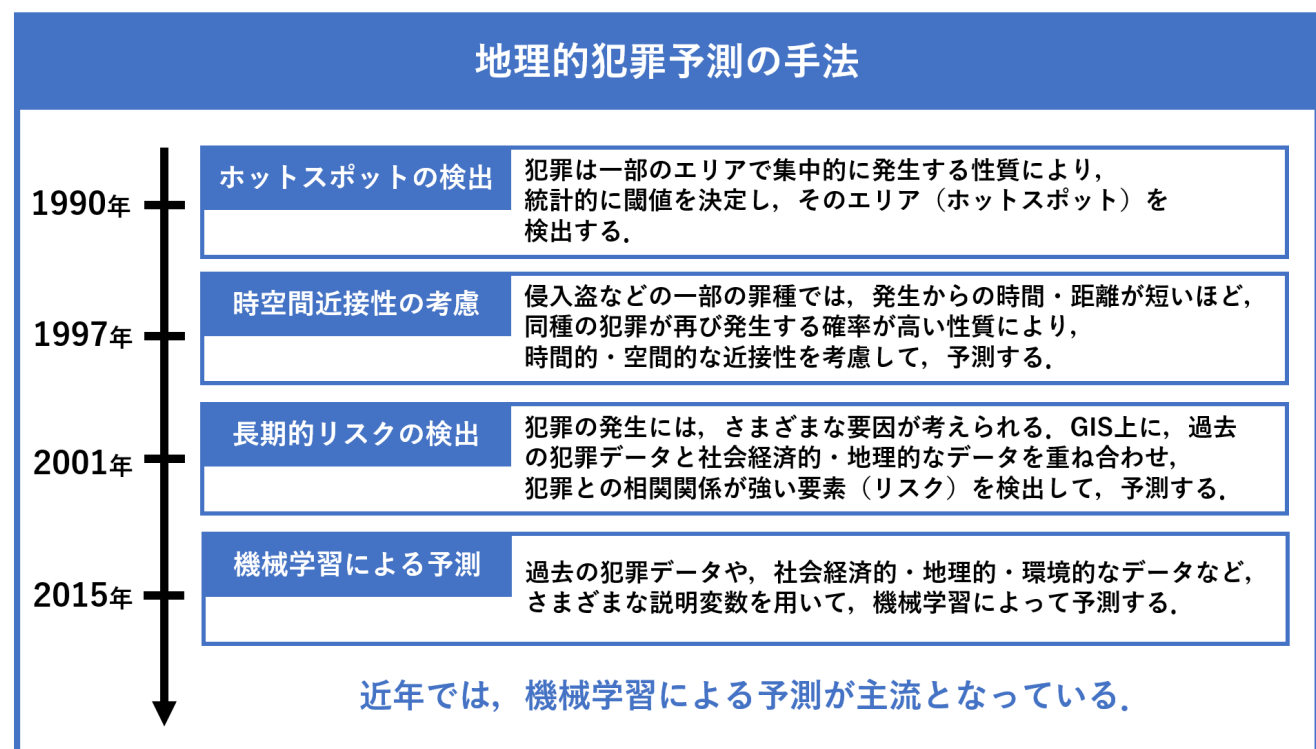 地理的犯罪予測の手法
1990年
ホットスポットの検出
犯罪は一部のエリアで集中的に発生する性質により，
統計的に閾値を決定し，そのエリア（ホットスポット）を
検出する．
1997年
時空間近接性の考慮
侵入盗などの一部の罪種では，発生からの時間・距離が短いほど，
同種の犯罪が再び発生する確率が高い性質により，
時間的・空間的な近接性を考慮して，予測する．
2001年
長期的リスクの検出
犯罪の発生には，さまざまな要因が考えられる．GIS上に，過去
の犯罪データと社会経済的・地理的なデータを重ね合わせ，
犯罪との相関関係が強い要素（リスク）を検出して，予測する．
2015年
機械学習による予測
過去の犯罪データや，社会経済的・地理的・環境的なデータなど，
さまざまな説明変数を用いて，機械学習によって予測する．
近年では，機械学習による予測が主流となっている．